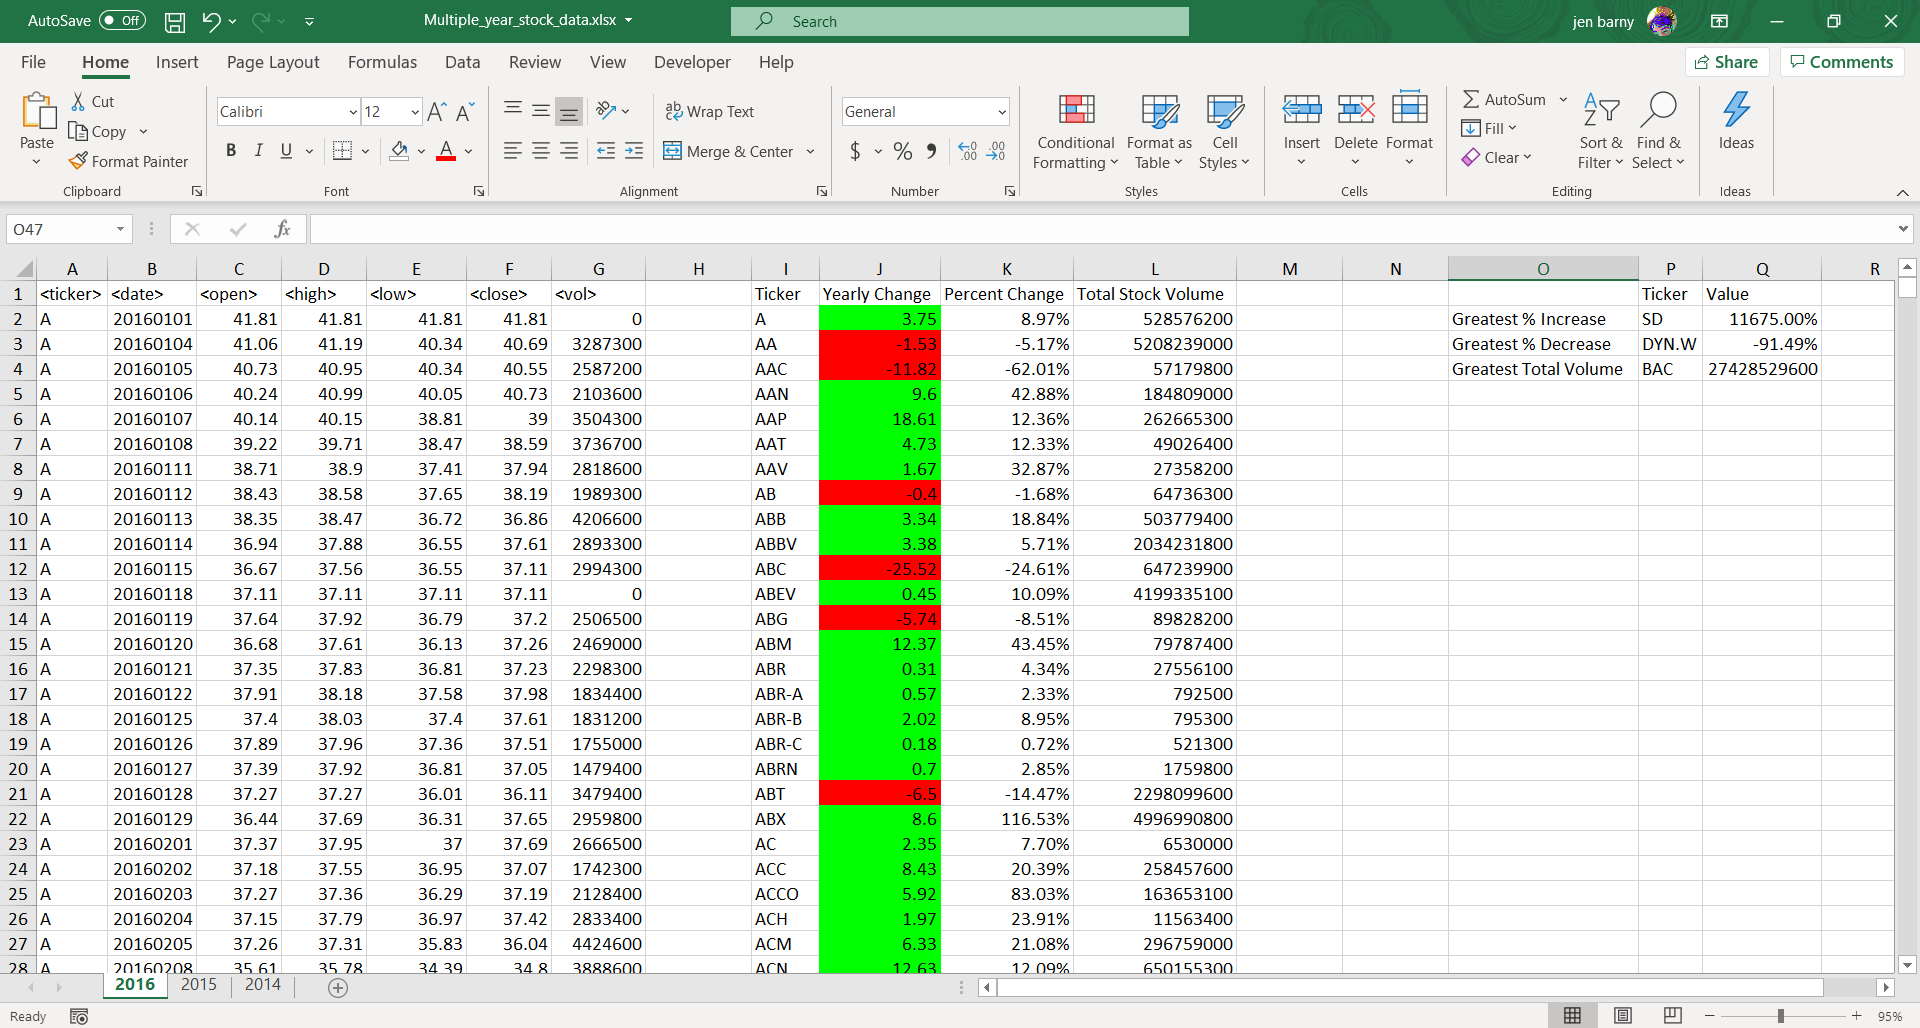 AutoSave Off Multiple_year_stock_data.xlsx Search jen barny
File Home Insert Page Layout Formulas Data Review View Developer Help Share Comments
Paste Cut Copy Format Painter Clipboard
Calibri 12 B I U A Font
ab Wrap Text Merge & Center Alignment
General $ % Number
Conditional Formatting Format as Table Cell Styles Styles
Insert Delete Format Cells
AutoSum Fill Clear Sort & Filter Find & Select Editing
Ideas Ideas
O47 fx
A B C D E F G H I J K L M N O P Q R
1 <ticker> <date> <open> <high> <low> <close> <vol> Ticker Yearly Change Percent Change Total Stock Volume Ticker Value
2 A 20160101 41.81 41.81 41.81 41.81 0 A 3.75 8.97% 528576200 Greatest % Increase SD 11675.00%
3 A 20160104 41.06 41.19 40.34 40.69 3287300 AA -1.53 -5.17% 5208239000 Greatest % Decrease DYN.W -91.49%
4 A 20160105 40.73 40.95 40.34 40.55 2587200 AAC -11.82 -62.01% 57179800 Greatest Total Volume BAC 27428529600
5 A 20160106 40.24 40.99 40.05 40.73 2103600 AAN 9.6 42.88% 184809000
6 A 20160107 40.14 40.15 38.81 39 3504300 AAP 18.61 12.36% 262665300
7 A 20160108 39.22 39.71 38.47 38.59 3736700 AAT 4.73 12.33% 49026400
8 A 20160111 38.71 38.9 37.41 37.94 2818600 AAV 1.67 32.87% 27358200
9 A 20160112 38.43 38.58 37.65 38.19 1989300 AB -0.4 -1.68% 64736300
10 A 20160113 38.35 38.47 36.72 36.86 4206600 ABB 3.34 18.84% 503779400
11 A 20160114 36.94 37.88 36.55 37.61 2893300 ABBV 3.38 5.71% 2034231800
12 A 20160115 36.67 37.56 36.55 37.11 2994300 ABC -25.52 -24.61% 647239900
13 A 20160118 37.11 37.11 37.11 37.11 0 ABEV 0.45 10.09% 4199335100
14 A 20160119 37.64 37.92 36.79 37.2 2506500 ABG -5.74 -8.51% 89828200
15 A 20160120 36.68 37.61 36.13 37.26 2469000 ABM 12.37 43.45% 79787400
16 A 20160121 37.35 37.83 36.81 37.23 2298300 ABR 0.31 4.34% 27556100
17 A 20160122 37.91 38.18 37.58 37.98 1834400 ABR-A 0.57 2.33% 792500
18 A 20160125 37.4 38.03 37.4 37.61 1831200 ABR-B 2.02 8.95% 795300
19 A 20160126 37.89 37.96 37.36 37.51 1755000 ABR-C 0.18 0.72% 521300
20 A 20160127 37.39 37.92 36.81 37.05 1479400 ABRN 0.7 2.85% 1759800
21 A 20160128 37.27 37.27 36.01 36.11 3479400 ABT -6.5 -14.47% 2298099600
22 A 20160129 36.44 37.69 36.31 37.65 2959800 ABX 8.6 116.53% 4996990800
23 A 20160201 37.37 37.95 37 37.69 2666500 AC 2.35 7.70% 6530000
24 A 20160202 37.18 37.55 36.95 37.07 1742300 ACC 8.43 20.39% 258457600
25 A 20160203 37.27 37.36 36.29 37.19 2128400 ACCO 5.92 83.03% 163653100
26 A 20160204 37.15 37.79 36.97 37.42 2833400 ACH 1.97 23.91% 11563400
27 A 20160205 37.26 37.31 35.83 36.04 4424600 ACM 6.33 21.08% 296759000
28 A 20160208 35.61 35.78 34.39 34.8 3888600 ACN 12.63 12.09% 650155300
2016 2015 2014
Ready 95%